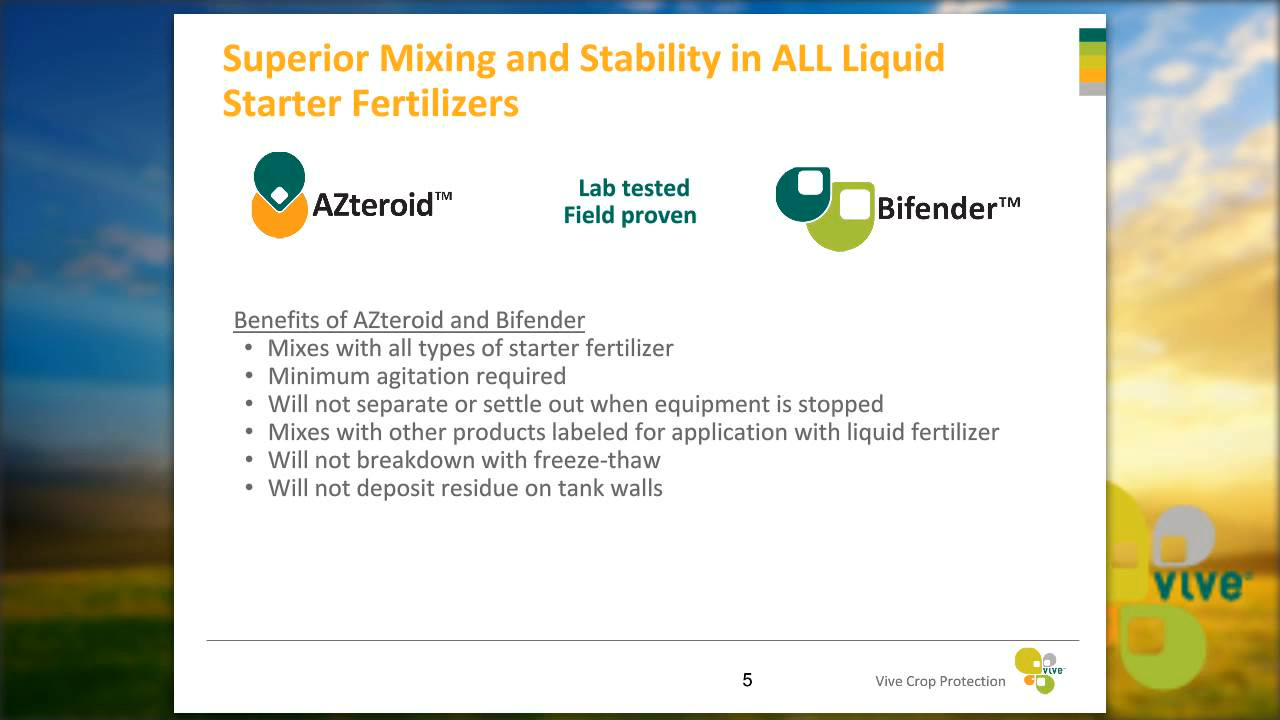 Superior Mixing and Stability in ALL Liquid
Starter Fertilizers
AZteroid™
Lab tested
Field proven
Bifender™
Benefits of AZteroid and Bifender
• Mixes with all types of starter fertilizer
• Minimum agitation required
• Will not separate or settle out when equipment is stopped
• Mixes with other products labeled for application with liquid fertilizer
• Will not breakdown with freeze-thaw
• Will not deposit residue on tank walls
vive
5
Vive Crop Protection
vive